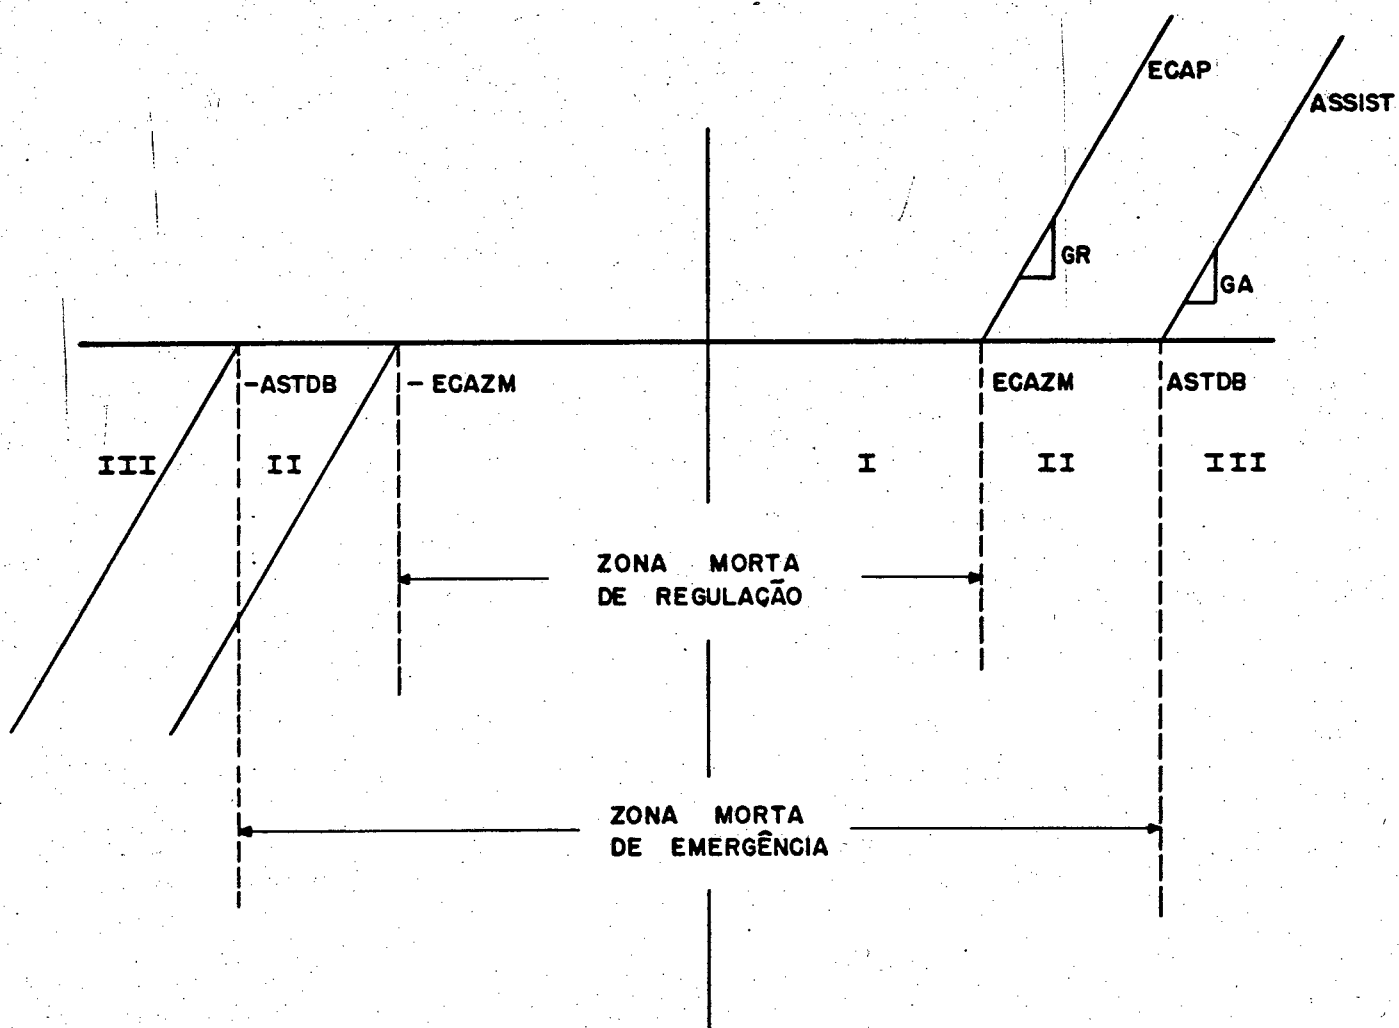 ECAP
ASSIST
GR
GA
-ASTDB
- ECAZM
ECAZM
ASTDB
III
II
I
II
III
ZONA MORTA
DE REGULAÇÃO
ZONA MORTA
DE EMERGÊNCIA